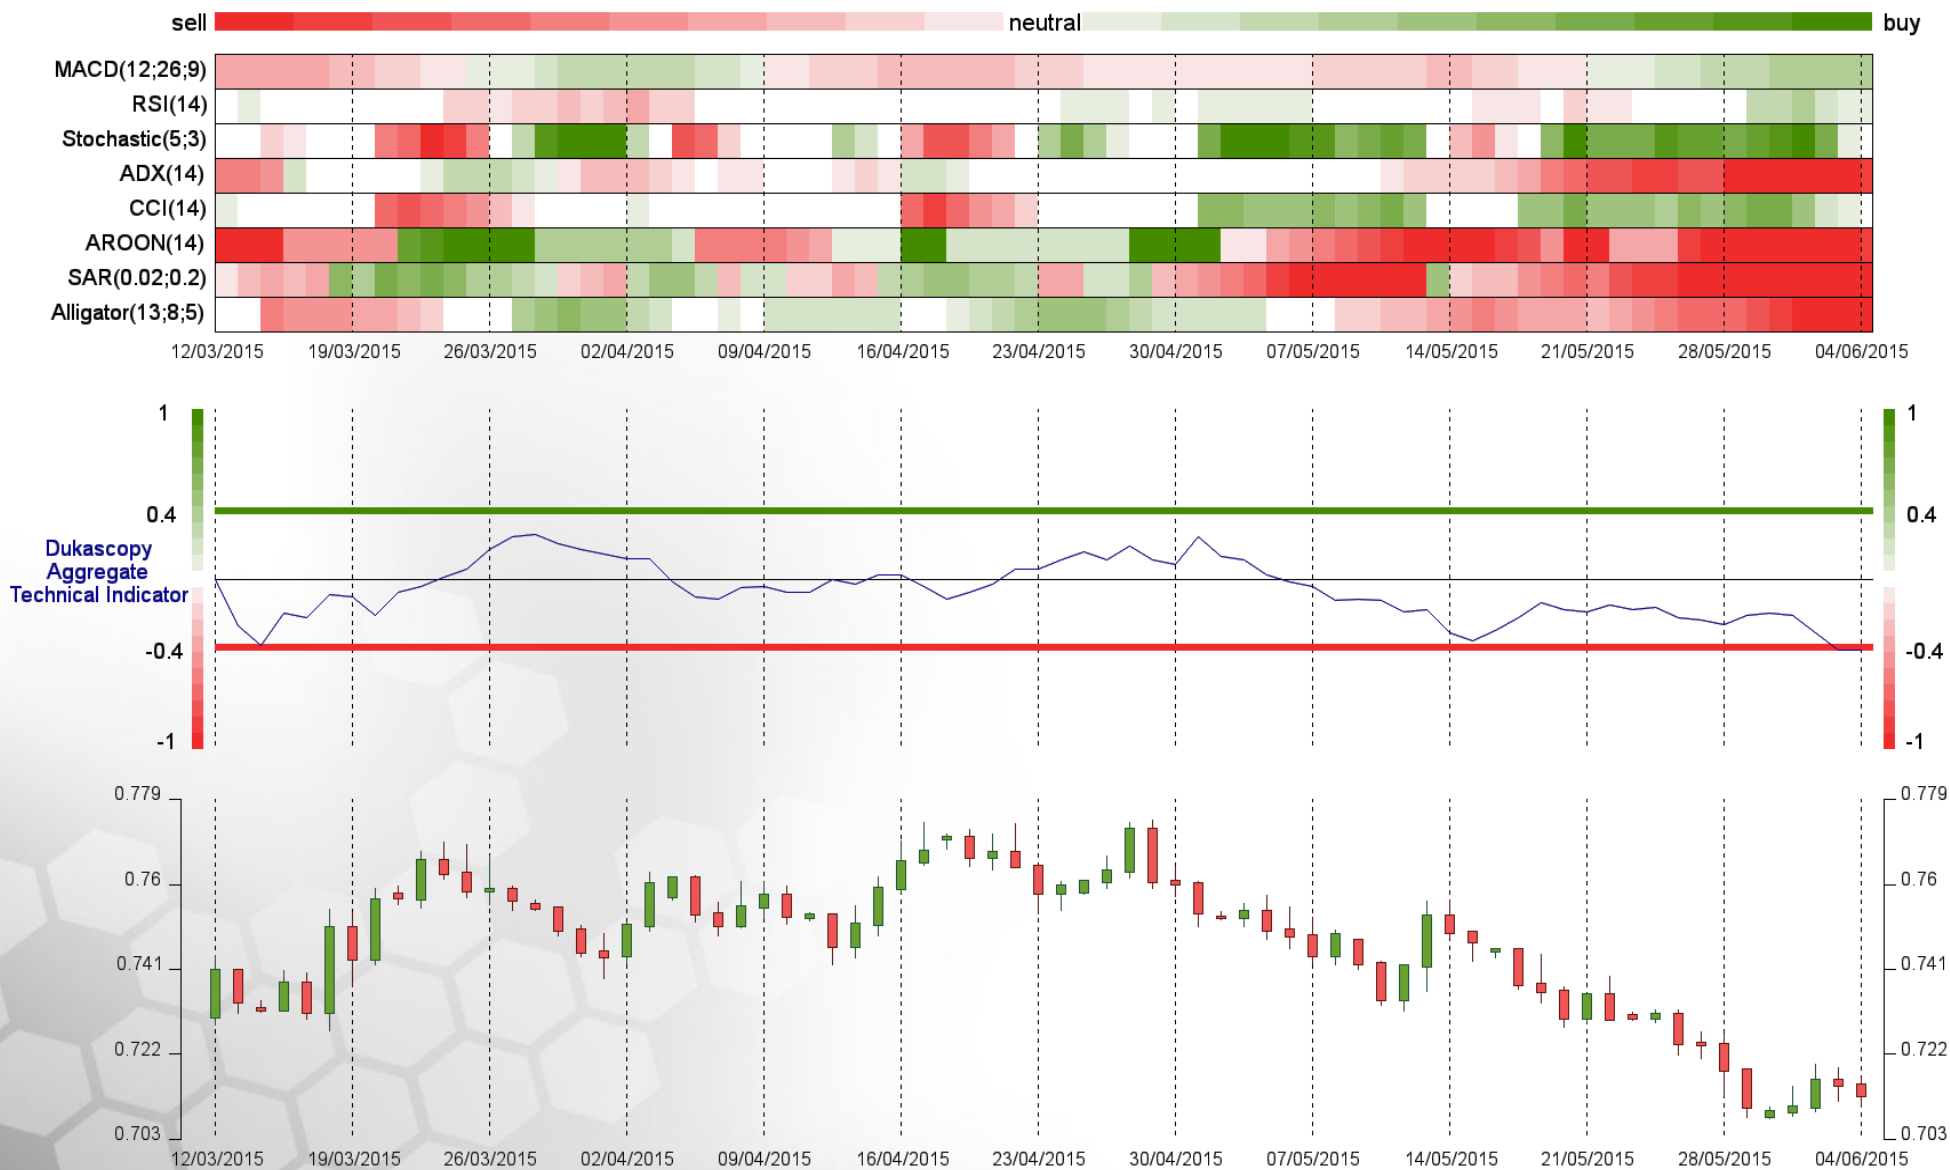 sell neutral buy
MACD(12;26;9)
RSI(14)
Stochastic(5;3)
ADX(14)
CCI(14)
AROON(14)
SAR(0.02;0.2)
Alligator(13;8;5)
12/03/2015 19/03/2015 26/03/2015 02/04/2015 09/04/2015 16/04/2015 23/04/2015 30/04/2015 07/05/2015 14/05/2015 21/05/2015 28/05/2015 04/06/2015
1 1
0.4 0.4
Dukascopy
Aggregate
Technical Indicator
-0.4 -0.4
-1 -1
0.779 0.779
0.76 0.76
0.741 0.741
0.722 0.722
0.703 0.703
12/03/2015 19/03/2015 26/03/2015 02/04/2015 09/04/2015 16/04/2015 23/04/2015 30/04/2015 07/05/2015 14/05/2015 21/05/2015 28/05/2015 04/06/2015